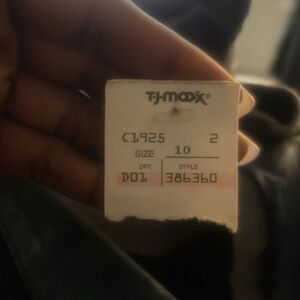 T·J·maxx®
C1925 2
SIZE 10
DPT. STYLE
D01 386360